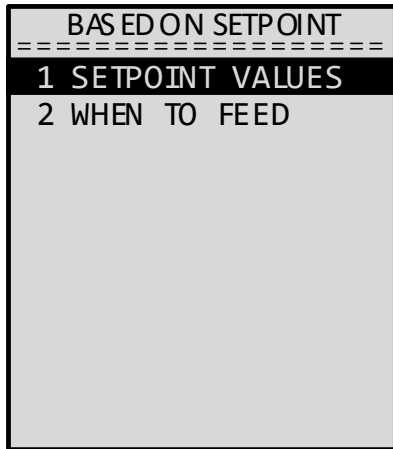 BASED ON SETPOINT
===================
1 SETPOINT VALUES
2 WHEN TO FEED